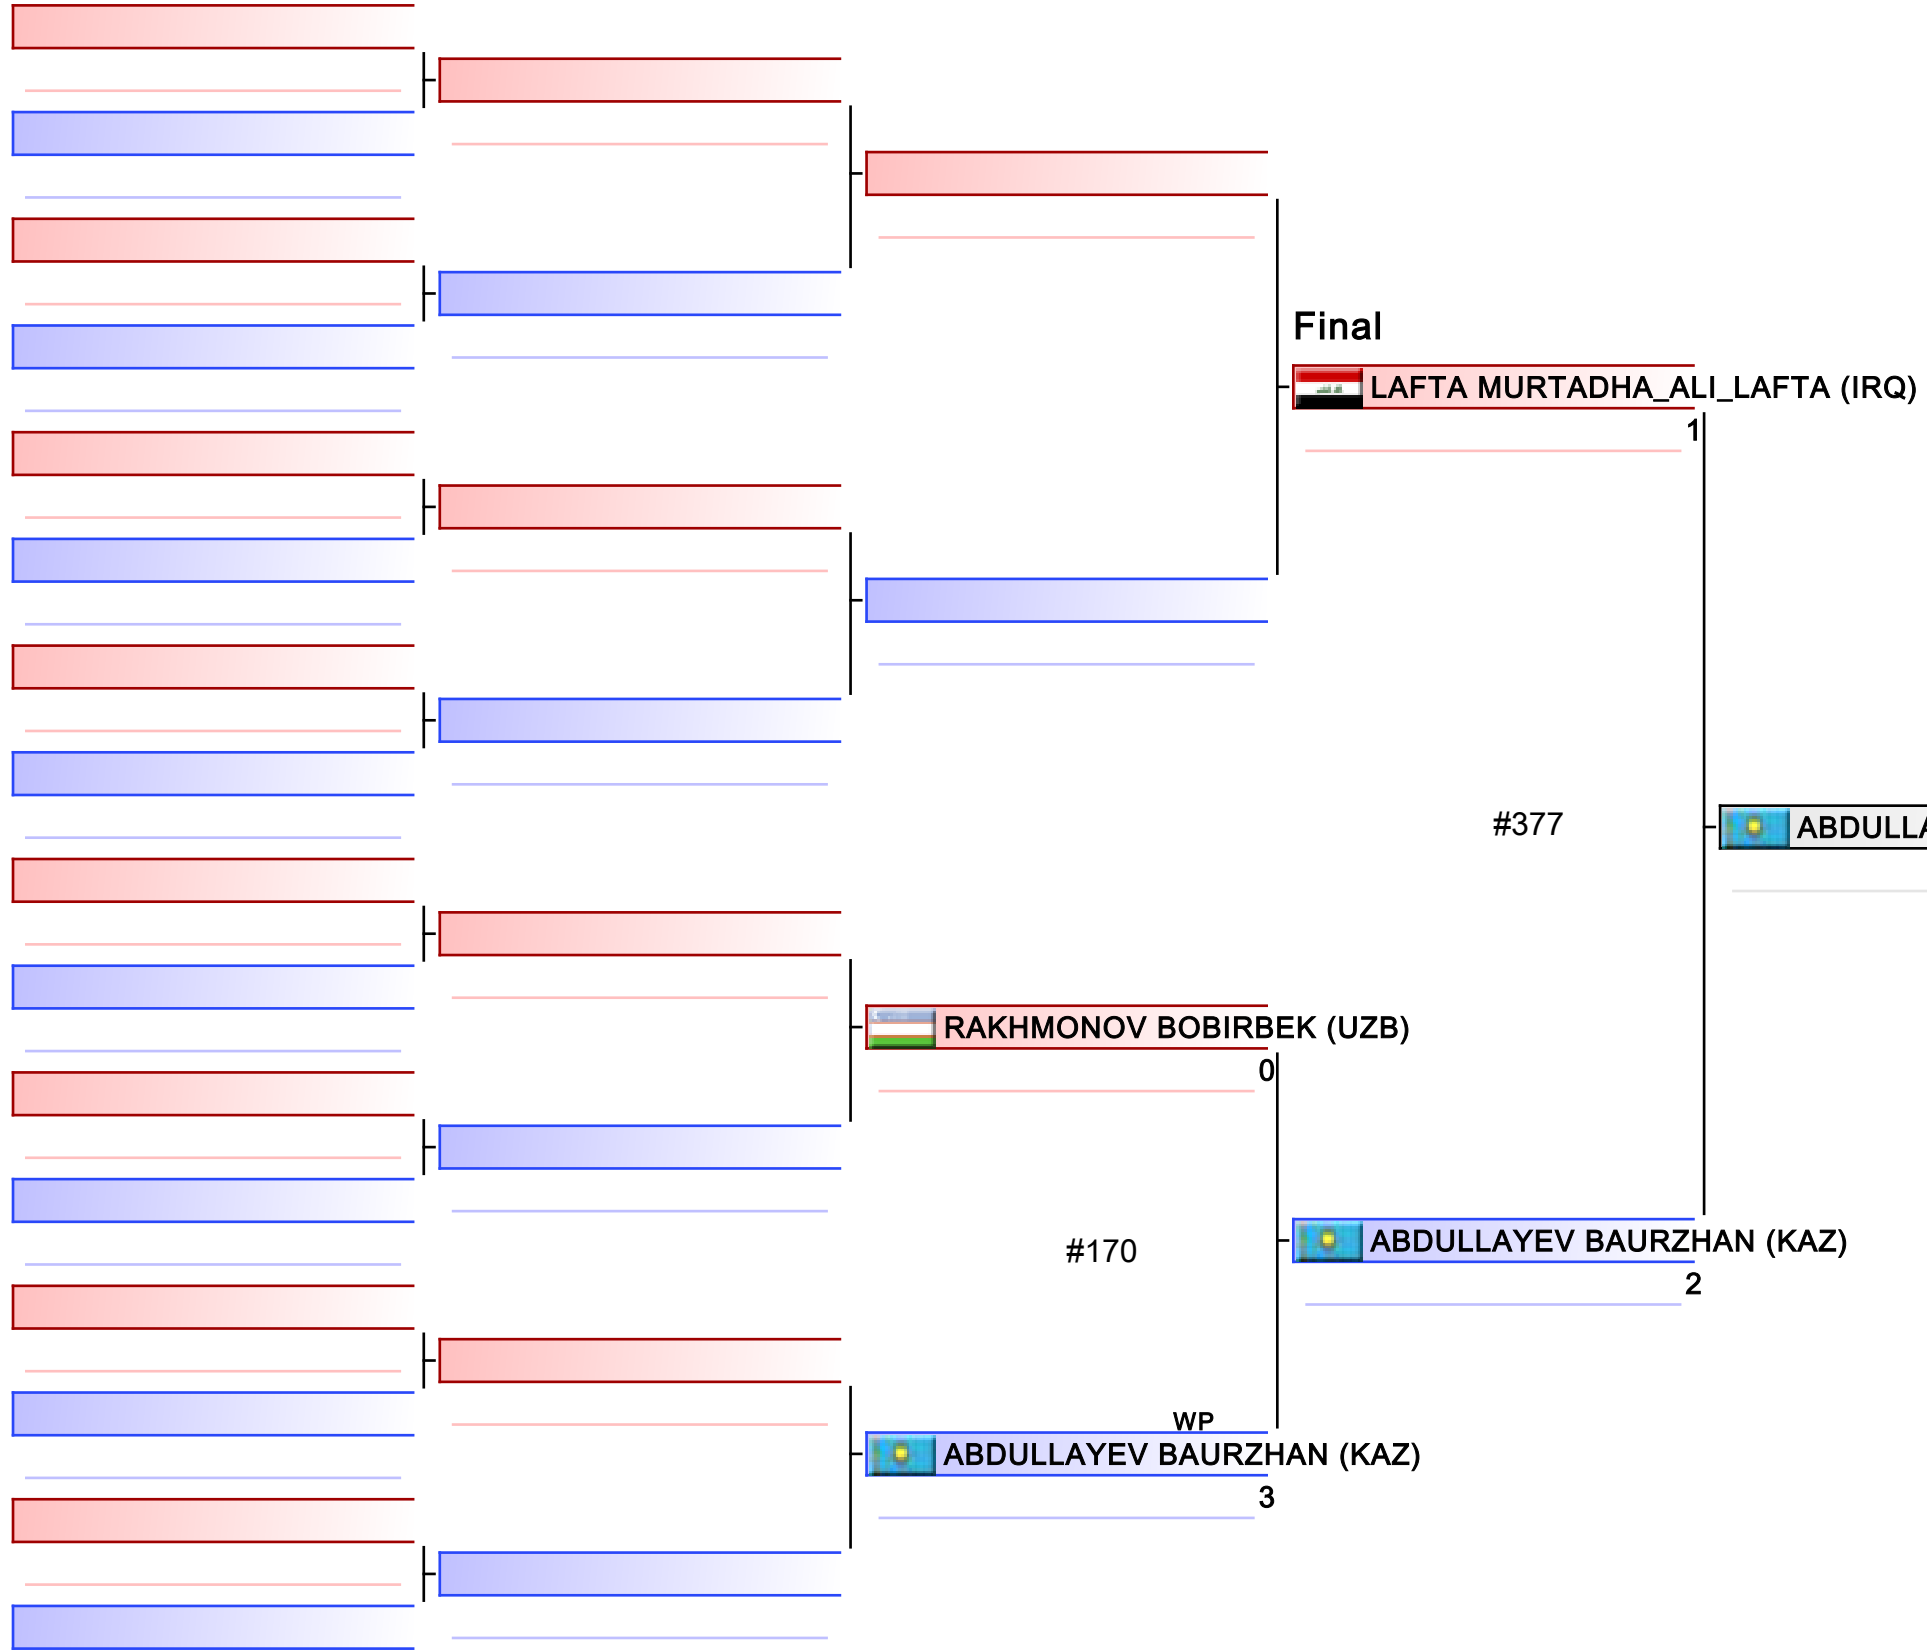 Final
LAFTA MURTADHA_ALI_LAFTA (IRQ)
1
#377
ABDULLA
RAKHMONOV BOBIRBEK (UZB)
0
#170
ABDULLAYEV BAURZHAN (KAZ)
2
WP
ABDULLAYEV BAURZHAN (KAZ)
3